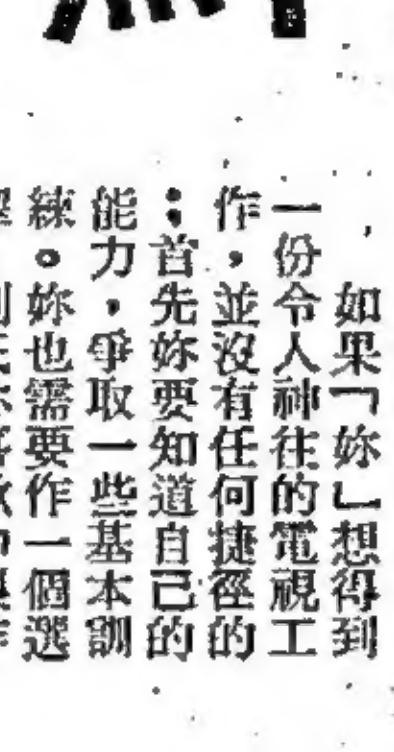 如果「妳」想得到
一份令人神往的電視工
作，並沒有任何捷徑的
；首先妳要知道自己的
能力，爭取一些基本訓
練。妳也需要作一個選